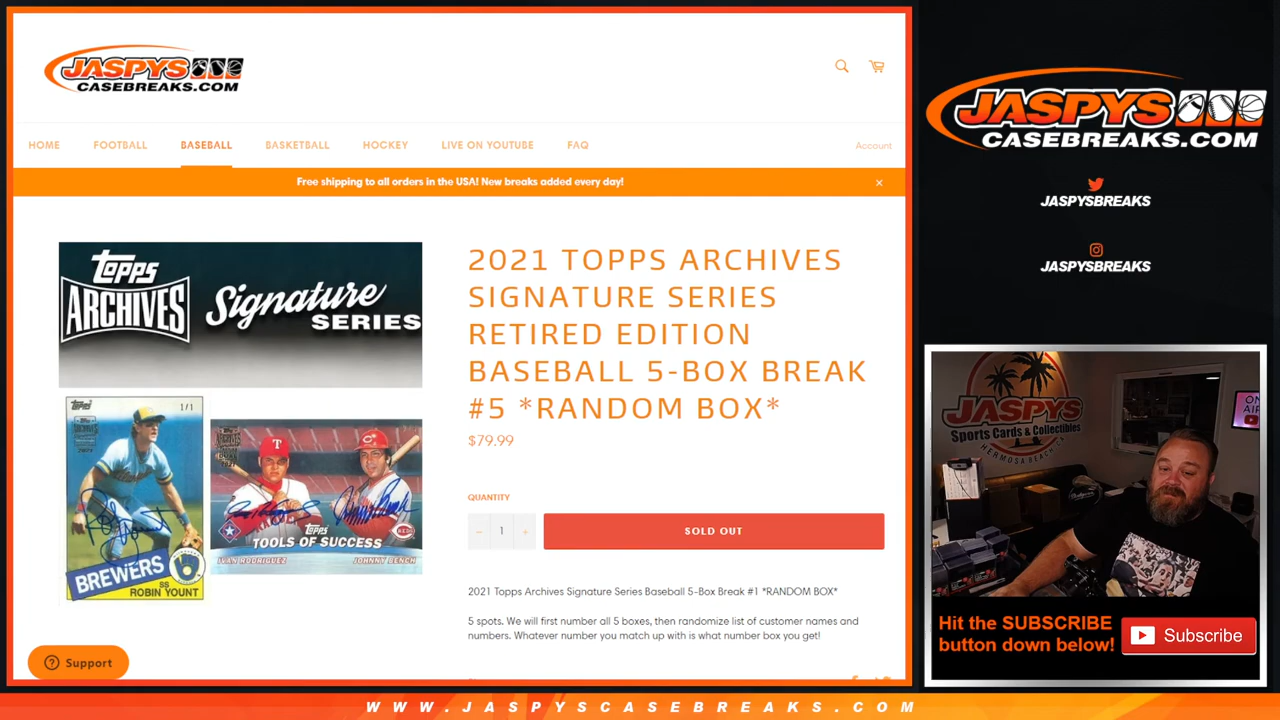 JASPYS
CASEBREAKS.COM
HOME
FOOTBALL
BASEBALL
BASKETBALL
HOCKEY
LIVE ON YOUTUBE
FAQ
Account
Free shipping to all orders in the USA! New breaks added every day!
×
Topps
ARCHIVES
Signature
SERIES
Topps
1/1
BREWERS
SS
ROBIN YOUNT
Topps
TOOLS OF SUCCESS
IVAN RODRIGUEZ
JOHNNY BENCH
2021 TOPPS ARCHIVES
SIGNATURE SERIES
RETIRED EDITION
BASEBALL 5-BOX BREAK
#5 *RANDOM BOX*
$79.99
QUANTITY
− 1 +
SOLD OUT
2021 Topps Archives Signature Series Baseball 5-Box Break #1 *RANDOM BOX*
5 spots. We will first number all 5 boxes, then randomize list of customer names and
numbers. Whatever number you match up with is what number box you get!
Support
JASPYS
CASEBREAKS.COM
JASPYSBREAKS
JASPYSBREAKS
JASPYS
Sports Cards & Collectibles
HERMOSA BEACH, CA
ON
AIR
Hit the SUBSCRIBE
button down below!
Subscribe
WWW.JASPYSCASEBREAKS.COM